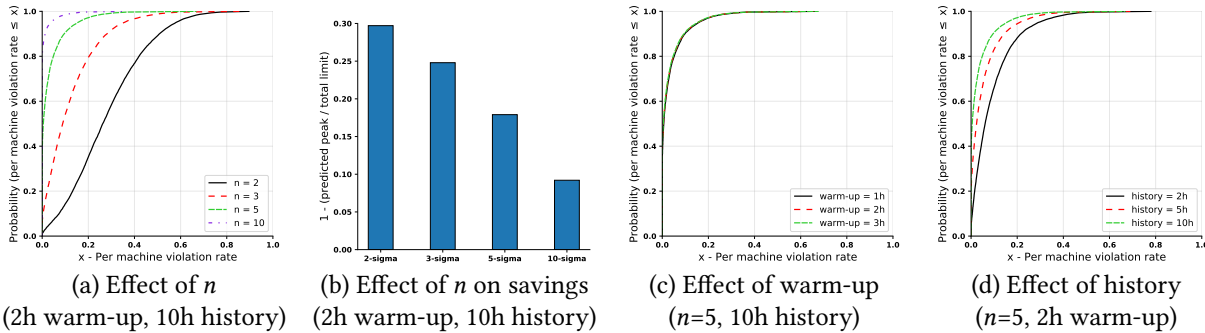 Probability (per machine violation rate ≤ x)
1.0
0.8
0.6
0.4
0.2
0.0
0.0
0.2
0.4
0.6
0.8
1.0
n = 2
n = 3
n = 5
n = 10
x - Per machine violation rate
(a) Effect of n
(2h warm-up, 10h history)
1 - (predicted peak / total limit)
0.30
0.25
0.20
0.15
0.10
0.05
0.00
2-sigma
3-sigma
5-sigma
10-sigma
(b) Effect of n on savings
(2h warm-up, 10h history)
Probability (per machine violation rate ≤ x)
1.0
0.8
0.6
0.4
0.2
0.0
0.0
0.2
0.4
0.6
0.8
1.0
warm-up = 1h
warm-up = 2h
warm-up = 3h
x - Per machine violation rate
(c) Effect of warm-up
(n=5, 10h history)
Probability (per machine violation rate ≤ x)
1.0
0.8
0.6
0.4
0.2
0.0
0.0
0.2
0.4
0.6
0.8
1.0
history = 2h
history = 5h
history = 10h
x - Per machine violation rate
(d) Effect of history
(n=5, 2h warm-up)